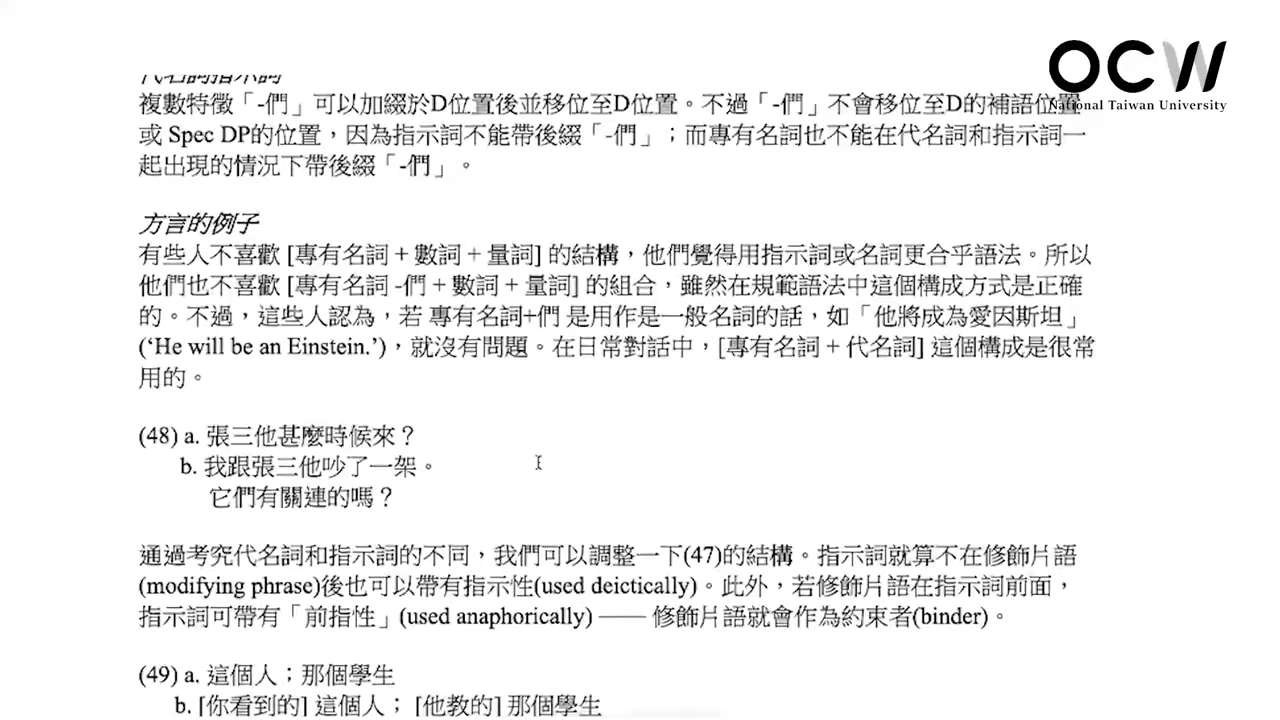 OCW
National Taiwan University
代名詞指示詞
複數特徵「-們」可以加綴於D位置後並移位至D位置。不過「-們」不會移位至D的補語位置
或 Spec DP的位置，因為指示詞不能帶後綴「-們」；而專有名詞也不能在代名詞和指示詞一
起出現的情況下帶後綴「-們」。
方言的例子
有些人不喜歡 [專有名詞 + 數詞 + 量詞] 的結構，他們覺得用指示詞或名詞更合乎語法。所以
他們也不喜歡 [專有名詞 -們 + 數詞 + 量詞] 的組合，雖然在規範語法中這個構成方式是正確
的。不過，這些人認為，若 專有名詞+們 是用作是一般名詞的話，如「他將成為愛因斯坦」
(‘He will be an Einstein.’)，就沒有問題。在日常對話中，[專有名詞 + 代名詞] 這個構成是很常
用的。
(48) a. 張三他甚麼時候來？
b. 我跟張三他吵了一架。
它們有關連的嗎？
通過考究代名詞和指示詞的不同，我們可以調整一下(47)的結構。指示詞就算不在修飾片語
(modifying phrase)後也可以帶有指示性(used deictically)。此外，若修飾片語在指示詞前面，
指示詞可帶有「前指性」(used anaphorically) —— 修飾片語就會作為約束者(binder)。
(49) a. 這個人；那個學生
b. [你看到的] 這個人； [他教的] 那個學生